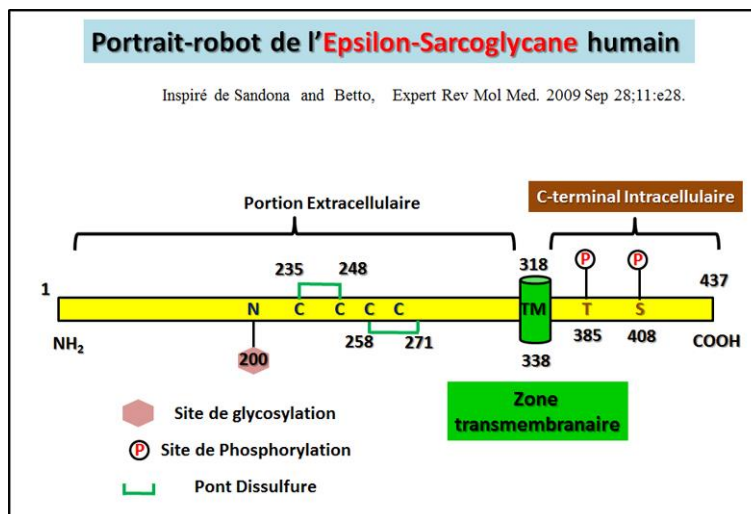 Portrait-robot de l’Epsilon-Sarcoglycane humain
Inspiré de Sandona and Betto, Expert Rev Mol Med. 2009 Sep 28;11:e28.
C-terminal Intracellulaire
Portion Extracellulaire
235 248 318 P P 437
1
N C C C C TM T S
NH2 200 258 271 338 385 408 COOH
Zone
transmembranaire
Site de glycosylation
P Site de Phosphorylation
Pont Dissulfure